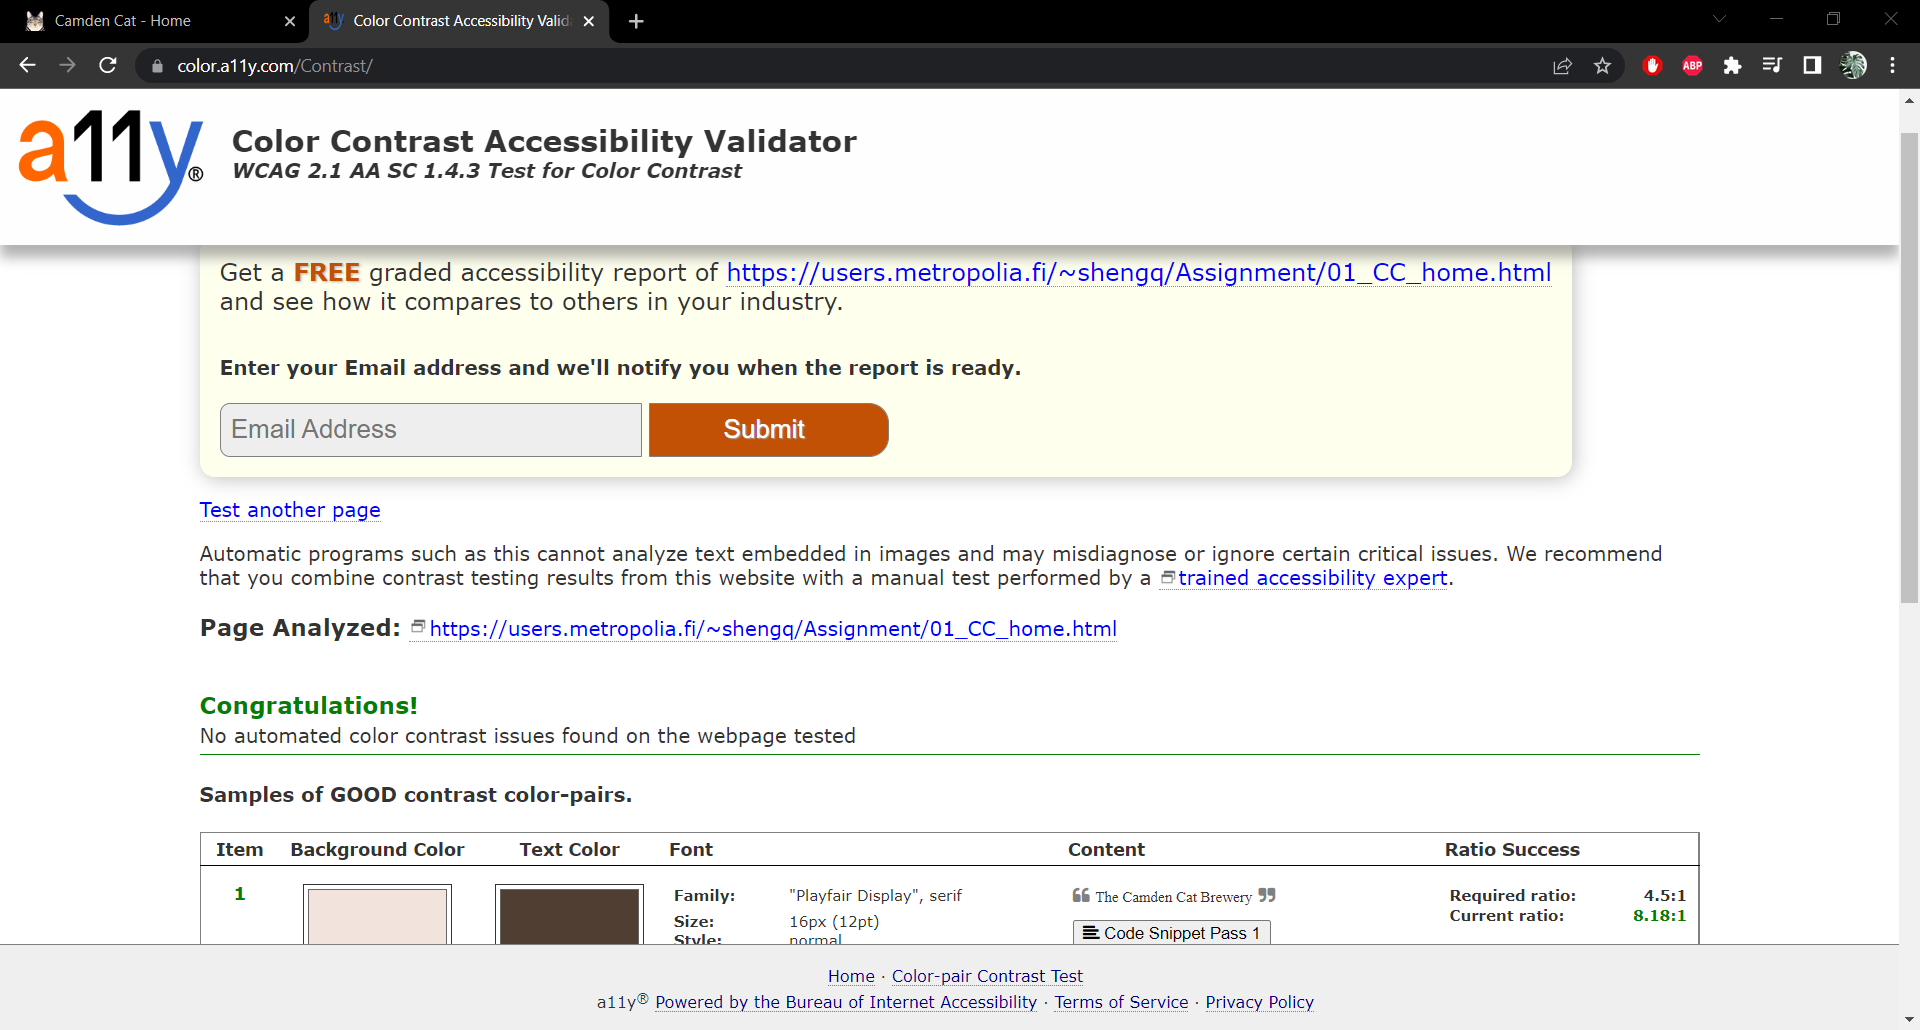 Camden Cat - Home
a11y Color Contrast Accessibility Valid
color.a11y.com/Contrast/
ABP
a11y®
Color Contrast Accessibility Validator
WCAG 2.1 AA SC 1.4.3 Test for Color Contrast
Get a FREE graded accessibility report of https://users.metropolia.fi/~shengq/Assignment/01_CC_home.html
and see how it compares to others in your industry.
Enter your Email address and we'll notify you when the report is ready.
Email Address Submit
Test another page
Automatic programs such as this cannot analyze text embedded in images and may misdiagnose or ignore certain critical issues. We recommend
that you combine contrast testing results from this website with a manual test performed by a trained accessibility expert.
Page Analyzed: https://users.metropolia.fi/~shengq/Assignment/01_CC_home.html
Congratulations!
No automated color contrast issues found on the webpage tested
Samples of GOOD contrast color-pairs.
Item Background Color Text Color Font Content Ratio Success
1 Family: "Playfair Display", serif ❝ The Camden Cat Brewery ❞ Required ratio: 4.5:1
Current ratio: 8.18:1
Size: 16px (12pt)
Code Snippet Pass 1
Style: normal
Home · Color-pair Contrast Test
a11y® Powered by the Bureau of Internet Accessibility · Terms of Service · Privacy Policy